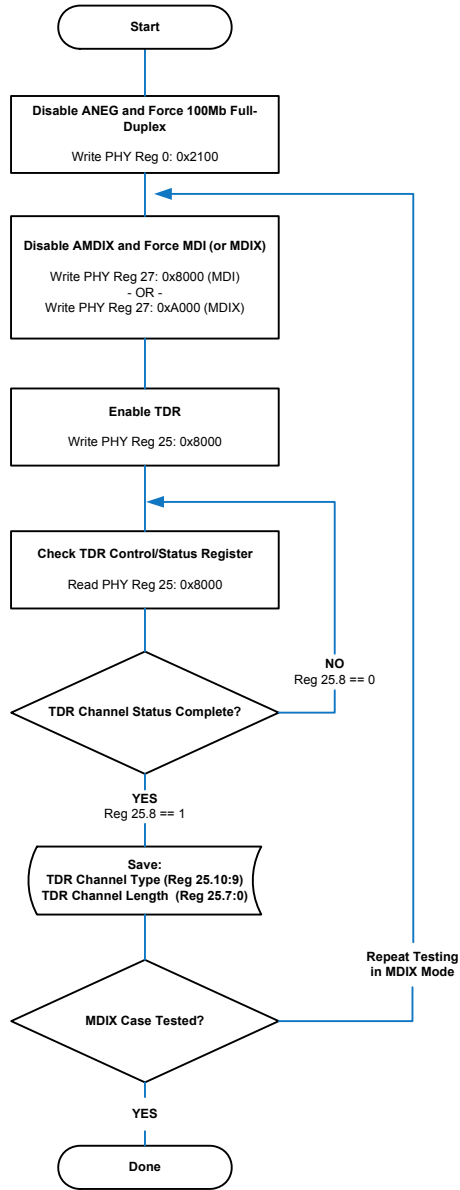 Start
Disable ANEG and Force 100Mb Full-
Duplex
Write PHY Reg 0: 0x2100
Disable AMDIX and Force MDI (or MDIX)
Write PHY Reg 27: 0x8000 (MDI)
- OR -
Write PHY Reg 27: 0xA000 (MDIX)
Enable TDR
Write PHY Reg 25: 0x8000
Check TDR Control/Status Register
Read PHY Reg 25: 0x8000
NO
Reg 25.8 == 0
TDR Channel Status Complete?
YES
Reg 25.8 == 1
Save:
TDR Channel Type (Reg 25.10:9)
TDR Channel Length (Reg 25.7:0)
Repeat Testing
in MDIX Mode
MDIX Case Tested?
YES
Done